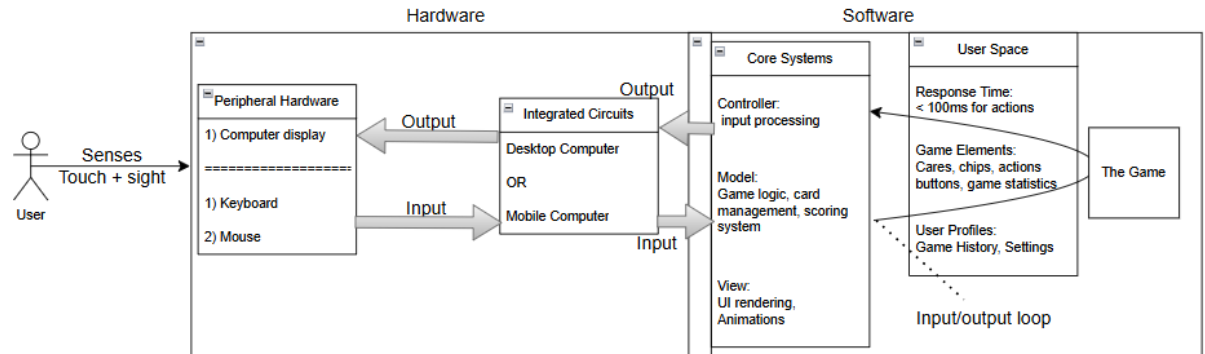 Hardware
Software
Senses
Touch + sight
User
Peripheral Hardware
1) Computer display
====================
1) Keyboard
2) Mouse
Output
Input
Integrated Circuits
Desktop Computer
OR
Mobile Computer
Output
Input
Core Systems
Controller:
input processing
Model:
Game logic, card
management, scoring
system
View:
UI rendering,
Animations
User Space
Response Time:
< 100ms for actions
Game Elements:
Cares, chips, actions
buttons, game statistics
User Profiles:
Game History, Settings
The Game
Input/output loop